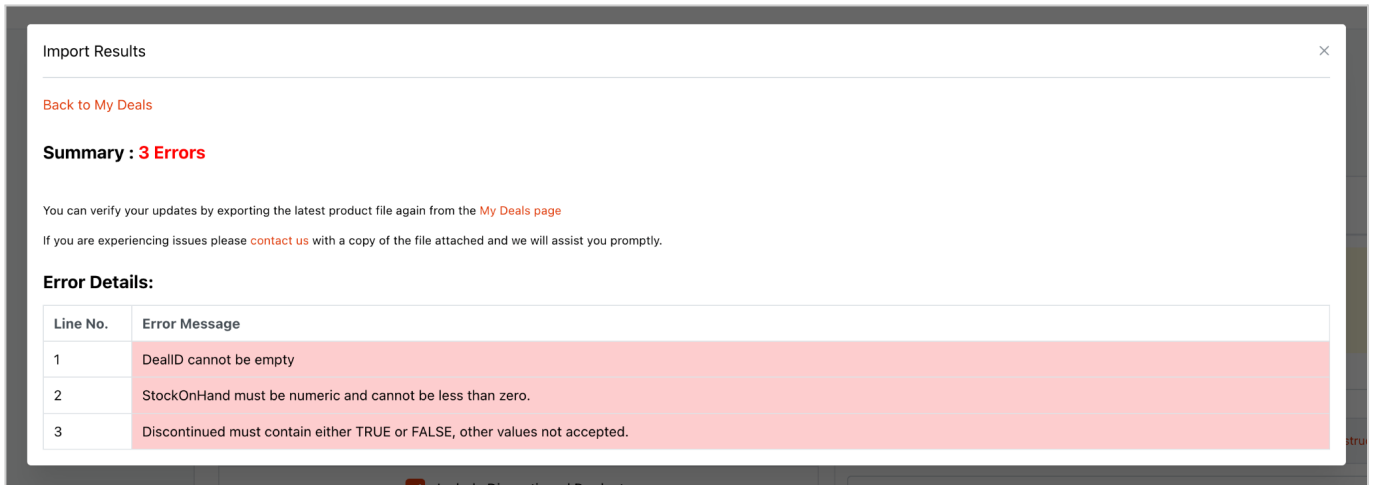 Import Results
×
Back to My Deals
Summary : 3 Errors
You can verify your updates by exporting the latest product file again from the My Deals page
If you are experiencing issues please contact us with a copy of the file attached and we will assist you promptly.
Error Details:
Line No. Error Message
1 DealID cannot be empty
2 StockOnHand must be numeric and cannot be less than zero.
3 Discontinued must contain either TRUE or FALSE, other values not accepted.